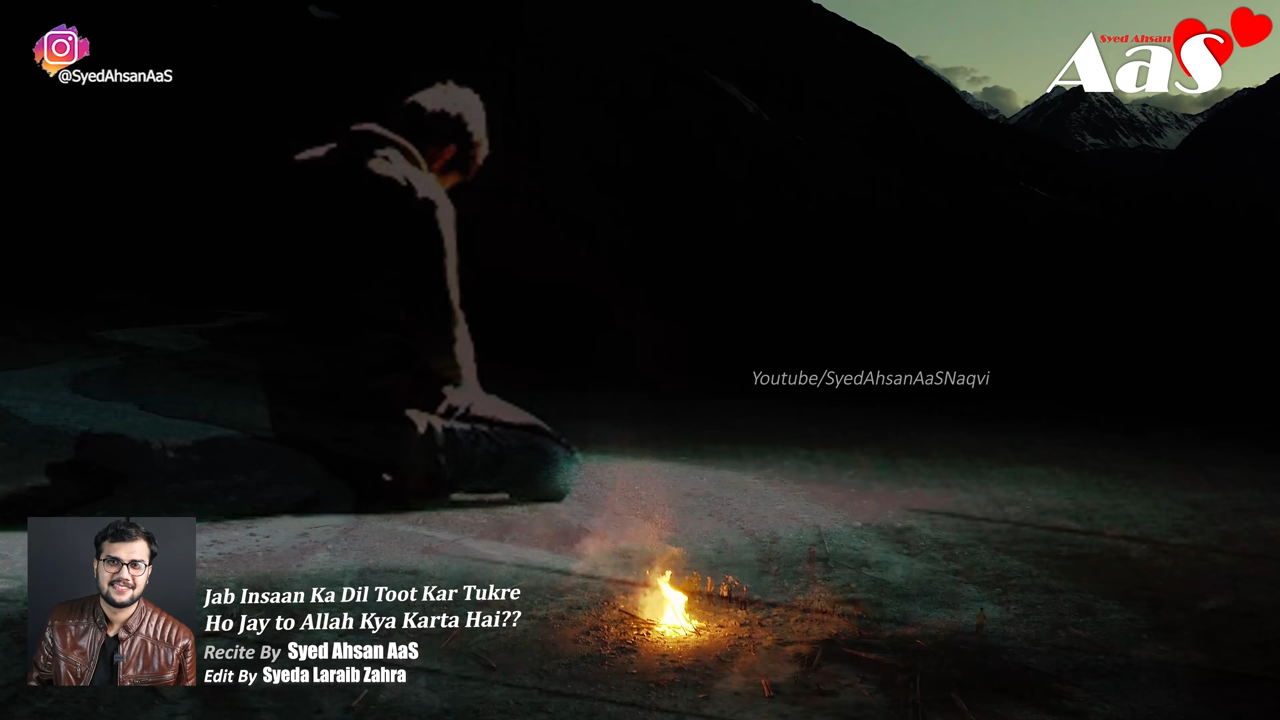 @SyedAhsanAaS
Syed Ahsan
AaS
Youtube/SyedAhsanAaSNaqvi
Jab Insaan Ka Dil Toot Kar Tukre
Ho Jay to Allah Kya Karta Hai??
Recite By Syed Ahsan AaS
Edit By Syeda Laraib Zahra